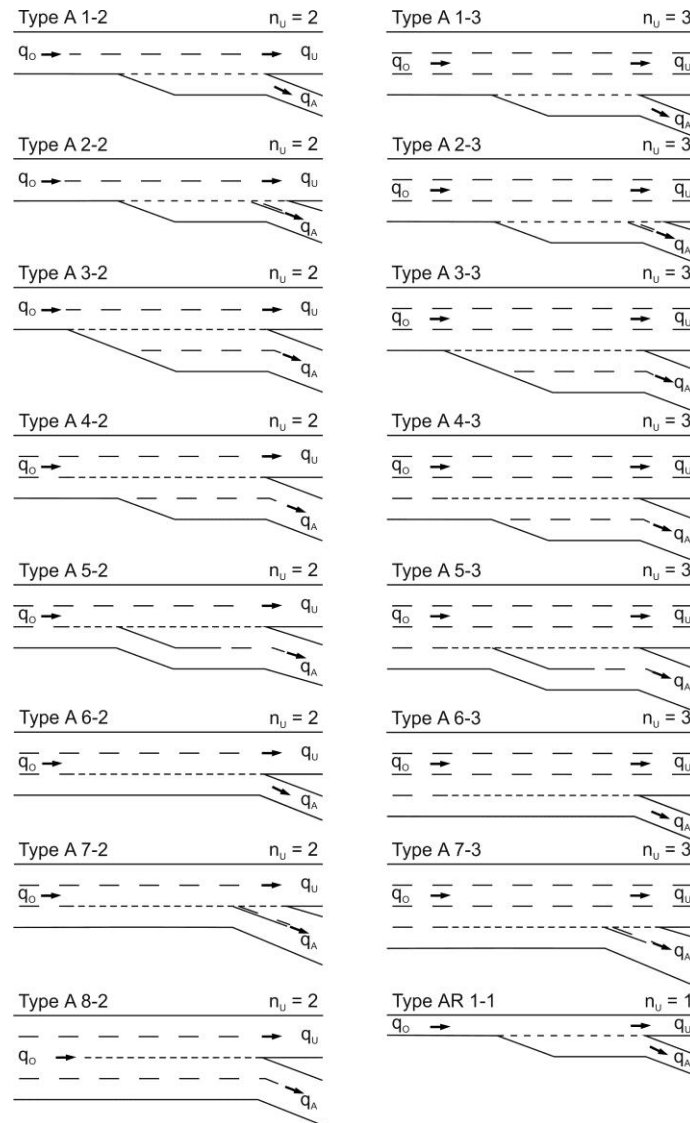 Type A 1-2 n_U = 2
q_O q_U
q_A
Type A 1-3 n_U = 3
q_O q_U
q_A
Type A 2-2 n_U = 2
q_O q_U
q_A
Type A 2-3 n_U = 3
q_O q_U
q_A
Type A 3-2 n_U = 2
q_O q_U
q_A
Type A 3-3 n_U = 3
q_O q_U
q_A
Type A 4-2 n_U = 2
q_O q_U
q_A
Type A 4-3 n_U = 3
q_O q_U
q_A
Type A 5-2 n_U = 2
q_O q_U
q_A
Type A 5-3 n_U = 3
q_O q_U
q_A
Type A 6-2 n_U = 2
q_O q_U
q_A
Type A 6-3 n_U = 3
q_O q_U
q_A
Type A 7-2 n_U = 2
q_O q_U
q_A
Type A 7-3 n_U = 3
q_O q_U
q_A
Type A 8-2 n_U = 2
q_O q_U
q_A
Type AR 1-1 n_U = 1
q_O q_U
q_A